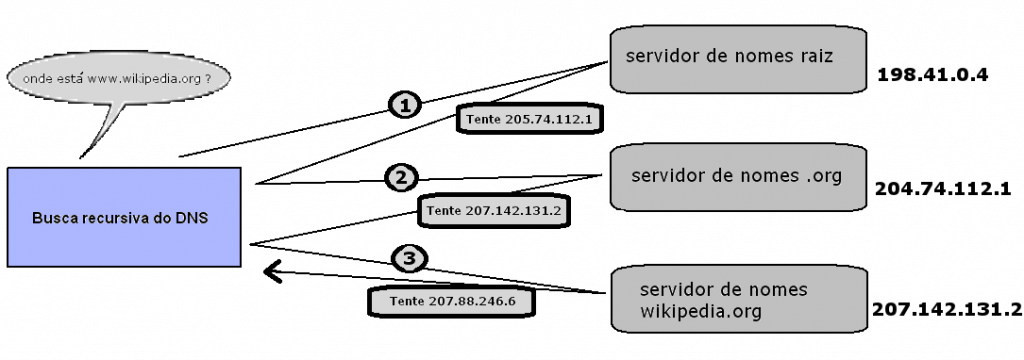 onde está www.wikipedia.org ?
Busca recursiva do DNS
1
Tente 205.74.112.1
servidor de nomes raiz
198.41.0.4
2
Tente 207.142.131.2
servidor de nomes .org
204.74.112.1
3
Tente 207.88.246.6
servidor de nomes
wikipedia.org
207.142.131.2